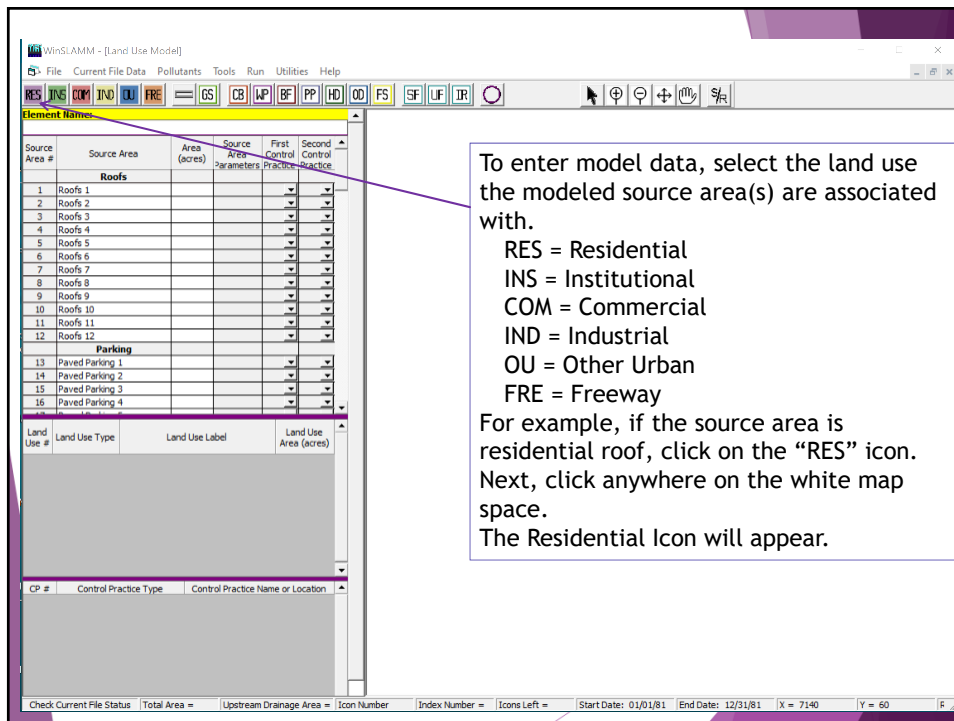 WinSLAMM - [Land Use Model]
File Current File Data Pollutants Tools Run Utilities Help
RES INS COM IND OU FRE GS CB WP BF PP HD OD FS SF UF IR S/R
Element Name:
Source Area # Source Area Area (acres) Source Area Parameters First Control Practice Second Control Practice
Roofs
1 Roofs 1
2 Roofs 2
3 Roofs 3
4 Roofs 4
5 Roofs 5
6 Roofs 6
7 Roofs 7
8 Roofs 8
9 Roofs 9
10 Roofs 10
11 Roofs 11
12 Roofs 12
Parking
13 Paved Parking 1
14 Paved Parking 2
15 Paved Parking 3
16 Paved Parking 4
Land Use # Land Use Type Land Use Label Land Use Area (acres)
CP # Control Practice Type Control Practice Name or Location
To enter model data, select the land use
the modeled source area(s) are associated
with.
RES = Residential
INS = Institutional
COM = Commercial
IND = Industrial
OU = Other Urban
FRE = Freeway
For example, if the source area is
residential roof, click on the “RES” icon.
Next, click anywhere on the white map
space.
The Residential Icon will appear.
Check Current File Status Total Area = Upstream Drainage Area = Icon Number Index Number = Icons Left = Start Date: 01/01/81 End Date: 12/31/81 X = 7140 Y = 60